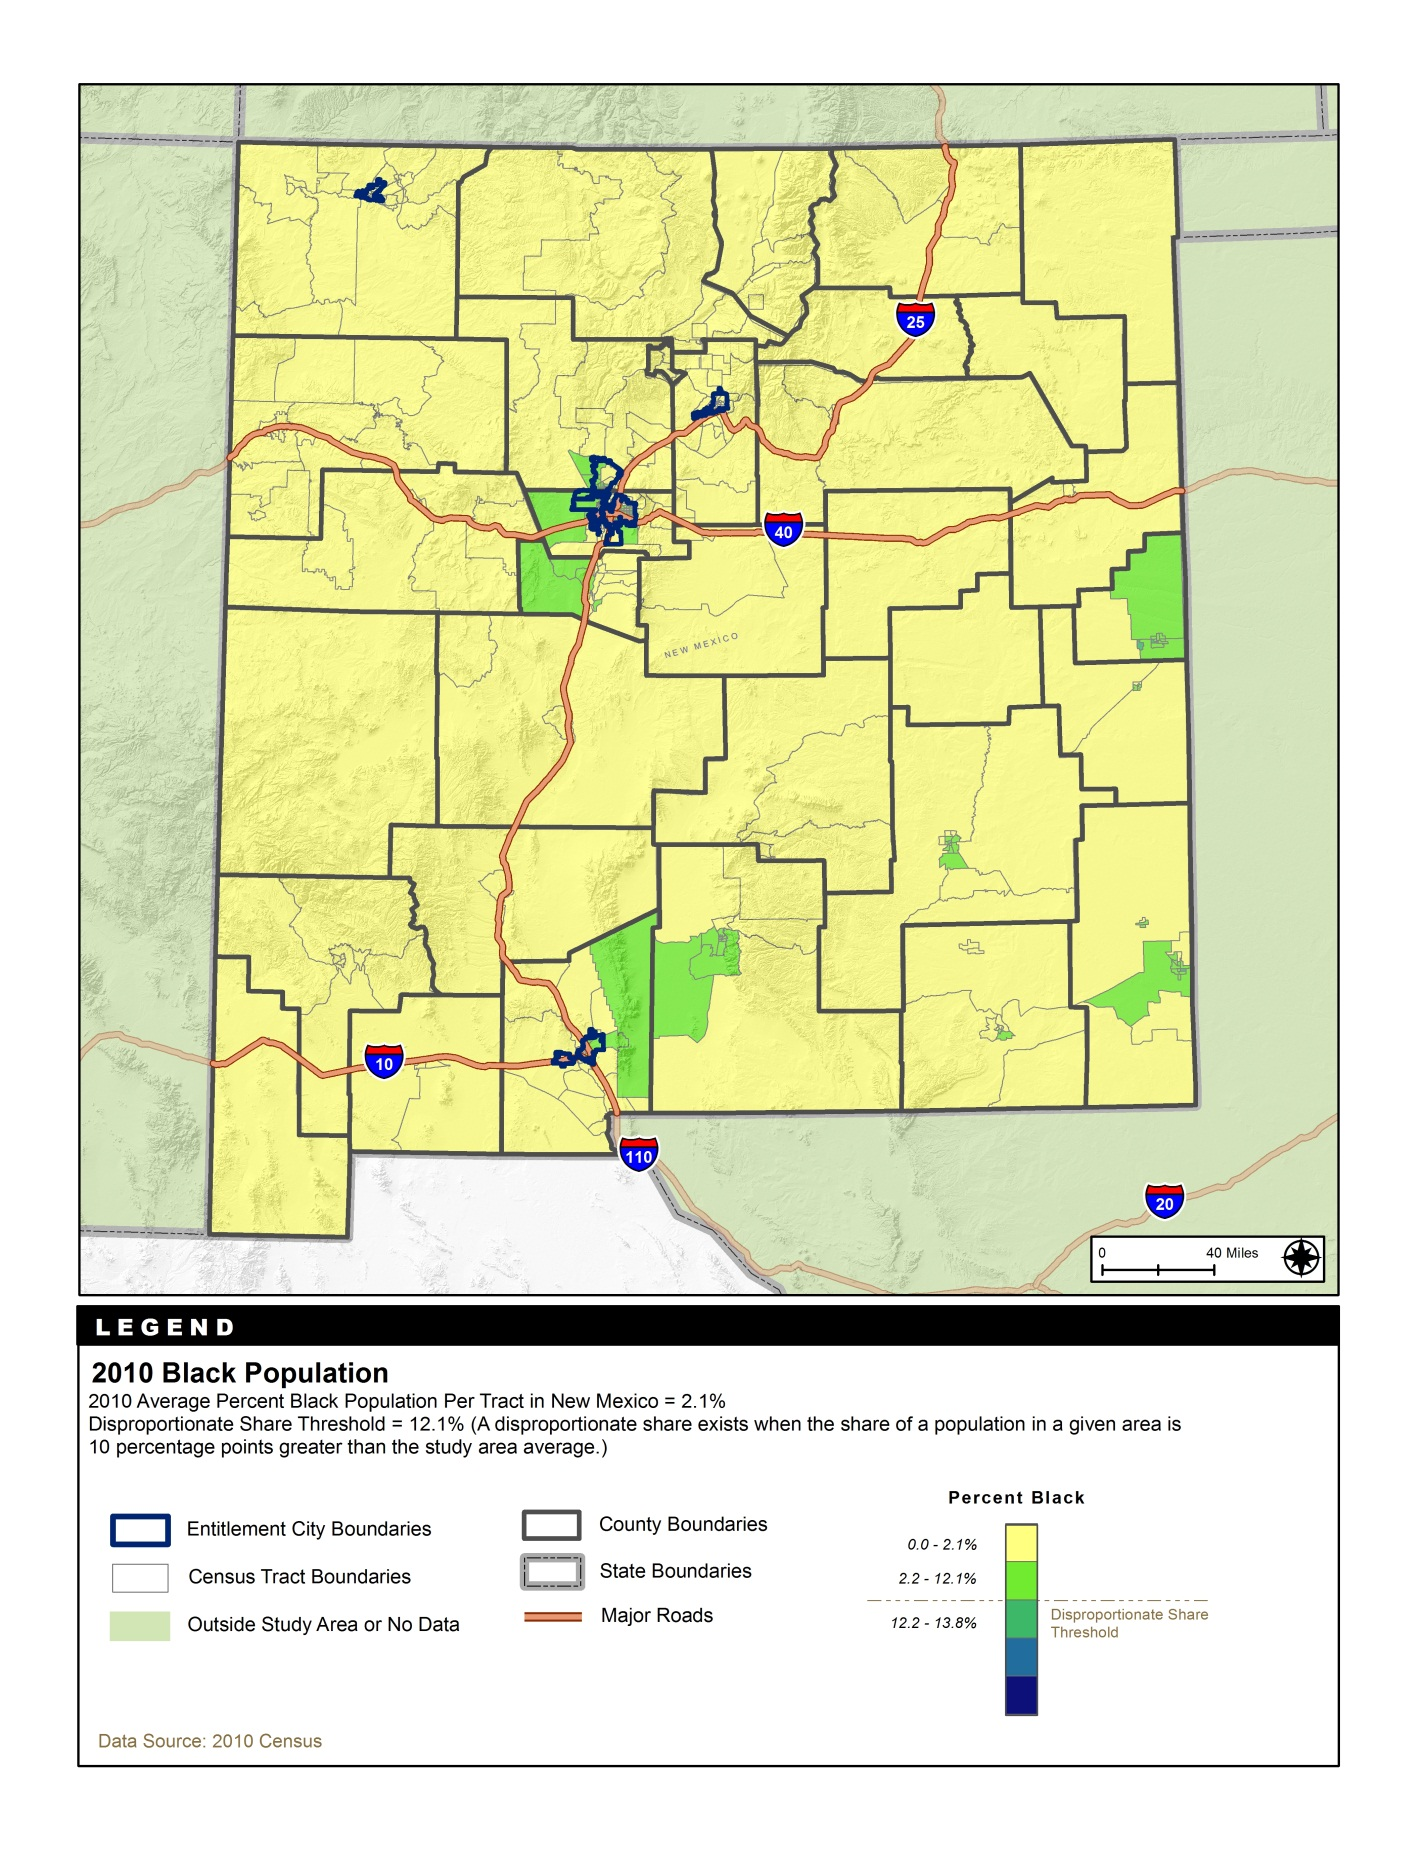 25
40
NEW MEXICO
10
110
20
0 40 Miles
LEGEND
2010 Black Population
2010 Average Percent Black Population Per Tract in New Mexico = 2.1%
Disproportionate Share Threshold = 12.1% (A disproportionate share exists when the share of a population in a given area is
10 percentage points greater than the study area average.)
Entitlement City Boundaries
Census Tract Boundaries
Outside Study Area or No Data
County Boundaries
State Boundaries
Major Roads
Percent Black
0.0 - 2.1%
2.2 - 12.1%
12.2 - 13.8%
Disproportionate Share
Threshold
Data Source: 2010 Census